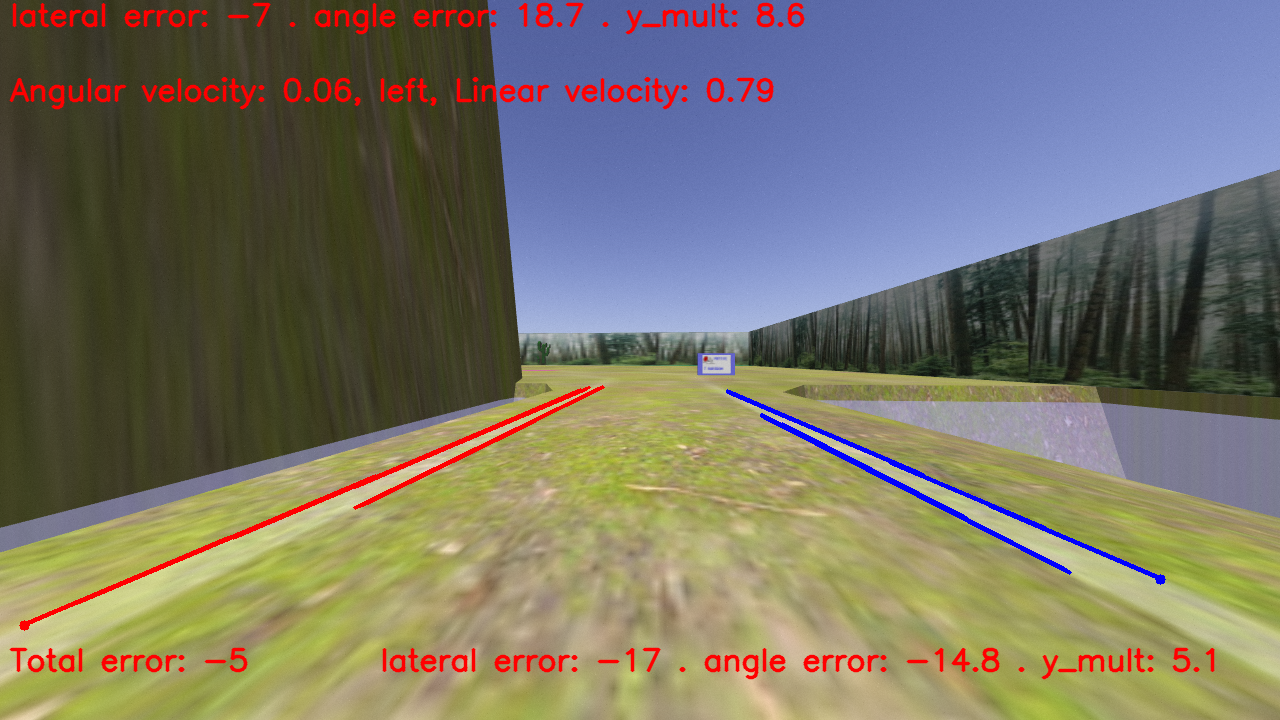 lateral error: −7 . angle error: 18.7 . y_mult: 8.6
Angular velocity: 0.06, left, Linear velocity: 0.79
Total error: −5
lateral error: −17 . angle error: −14.8 . y_mult: 5.1